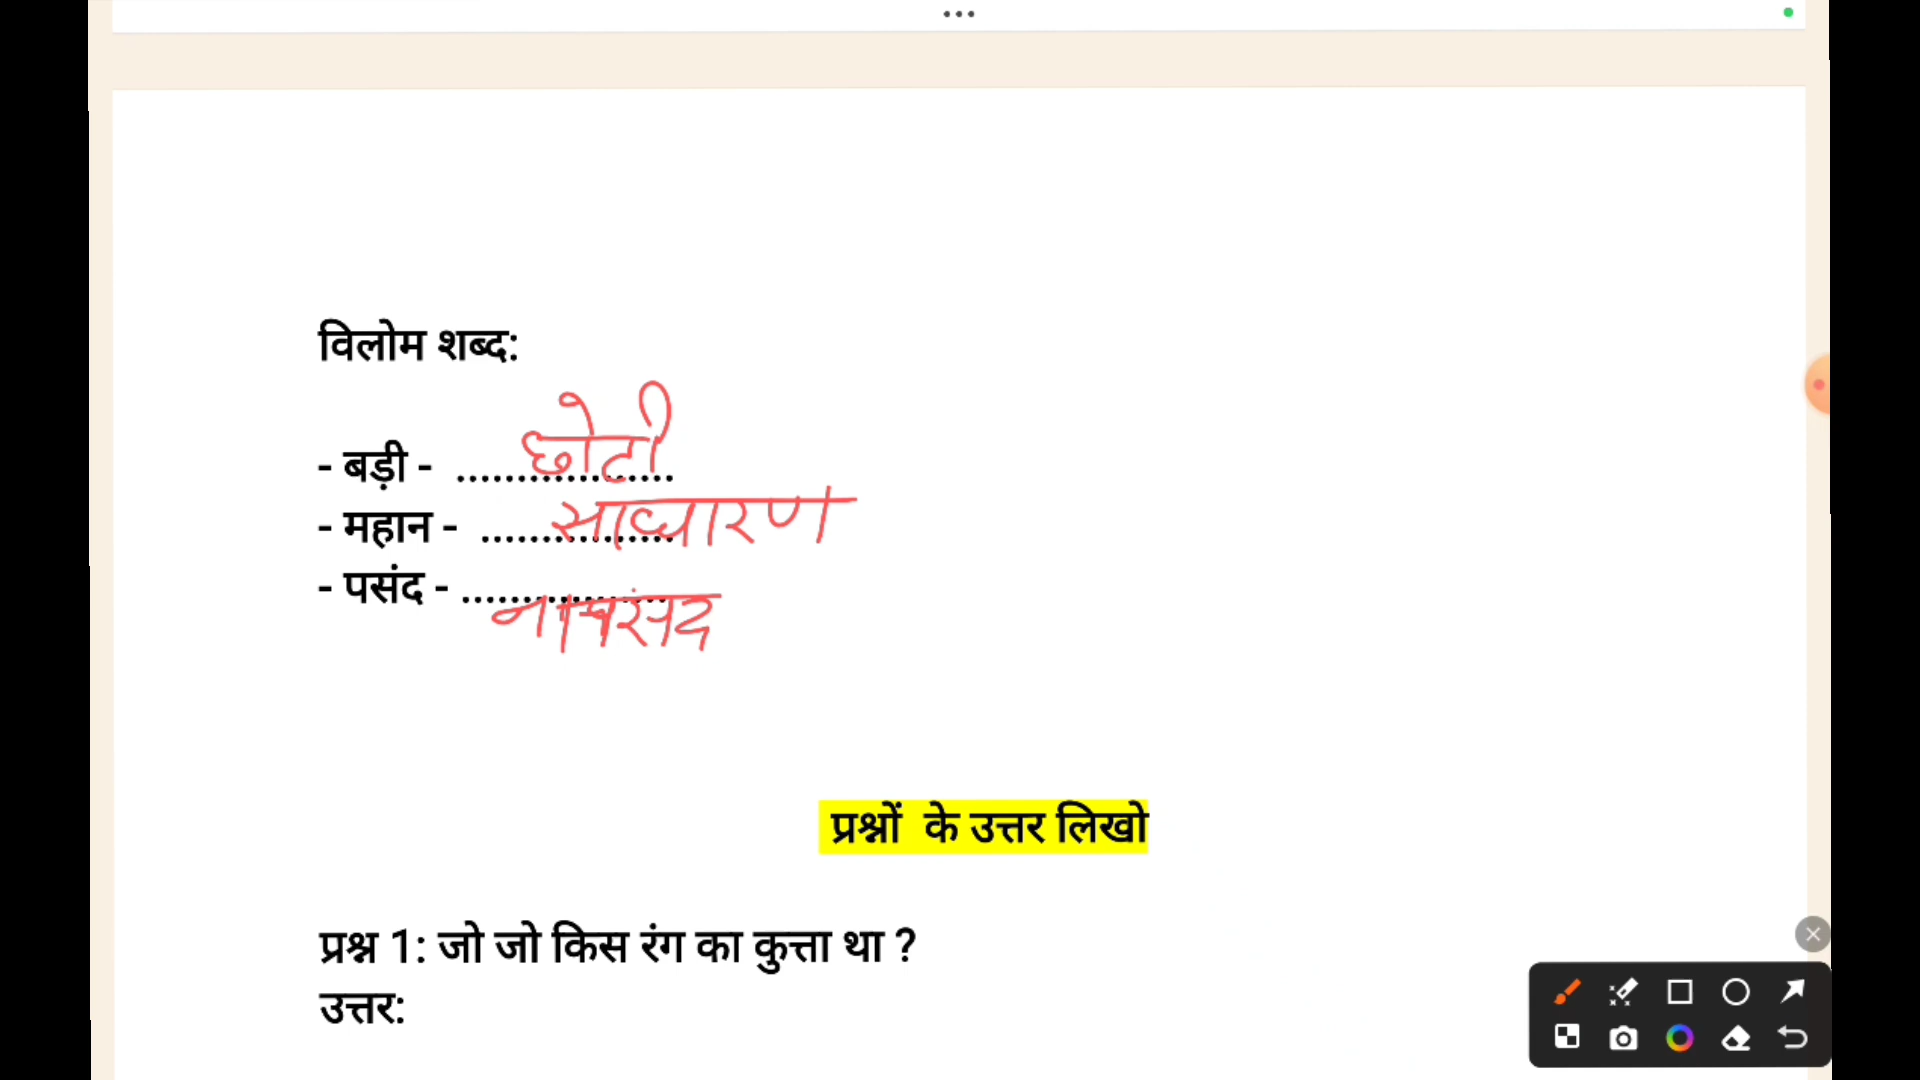 विलोम शब्द:
- बड़ी - .................. छोटी
- महान - ................ साधारण
- पसंद - ................. नापसंद
प्रश्नों के उत्तर लिखो
प्रश्न 1: जो जो किस रंग का कुत्ता था ?
उत्तर: